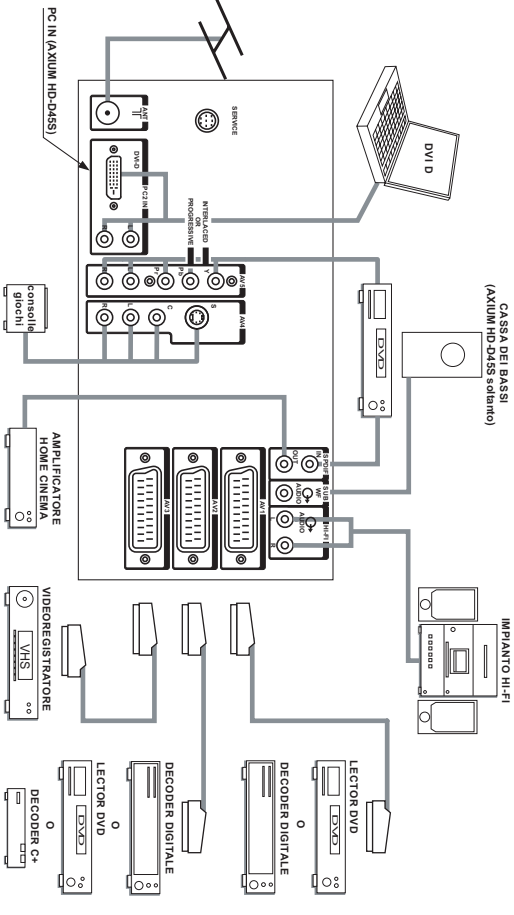 CASSA DEI BASSI
(AXIUM HD-D45S soltanto)
IMPIANTO HI-FI
DVI D
DVD
SERVICE
ANT
DVI-D
PC2 IN
L
R
INTERLACED
OR
PROGRESSIVE
AV5
Y
Pb
Pr
L
R
AV4
S
C
L
R
SPDIF
IN
OUT
SUB
WF
AUDIO
HI-FI
AUDIO
L
R
AV1
AV2
AV3
PC IN (AXIUM HD-D45S)
consolle
giochi
AMPLIFICATORE
HOME CINEMA
VIDEOREGISTRATORE
VHS
LECTOR DVD
DVD
O
DECODER DIGITALE
DECODER DIGITALE
O
LECTOR DVD
DVD
O
DECODER C+